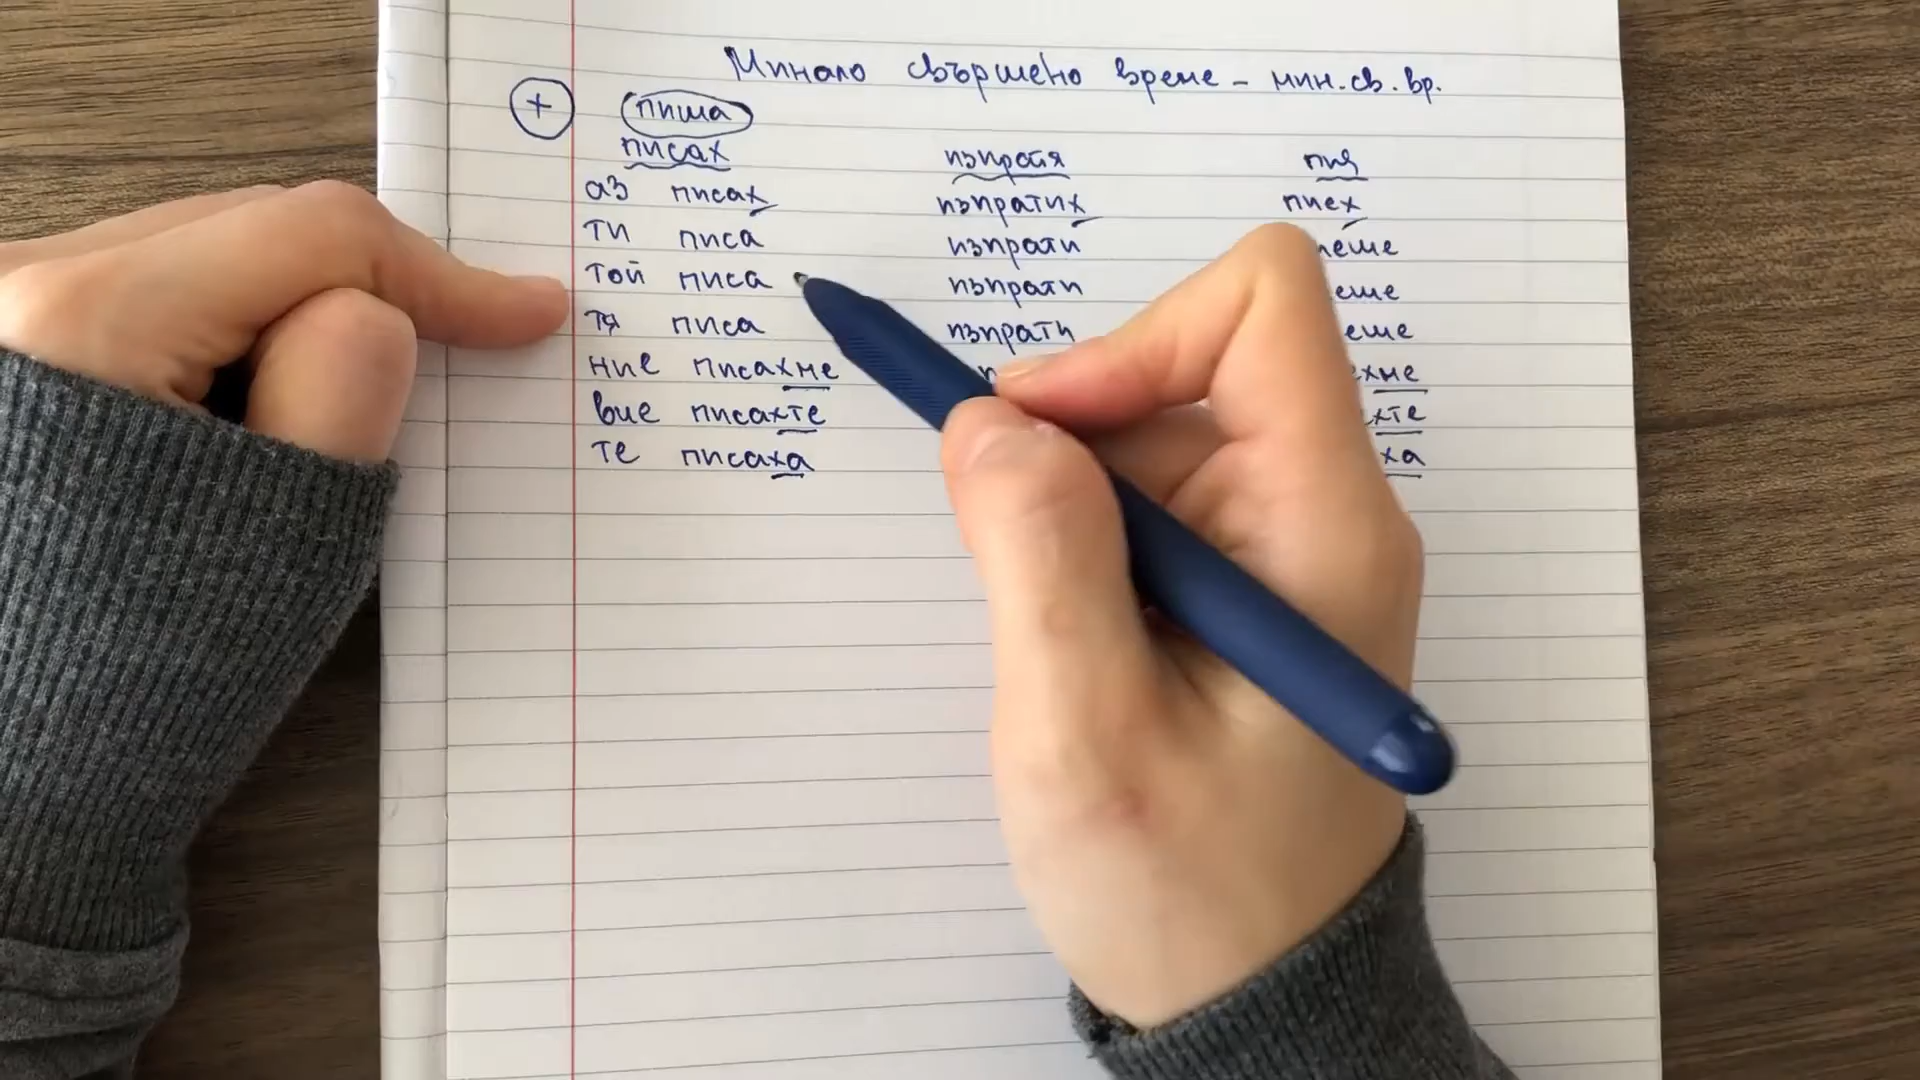 Минало свършено време - мин.св.вр.
+ пиша
писах изпратя пия
аз писах изпратих пиех
ти писа изпрати
той писа изпрати
тя писа изпрати
ние писахме
вие писахте
те писаха